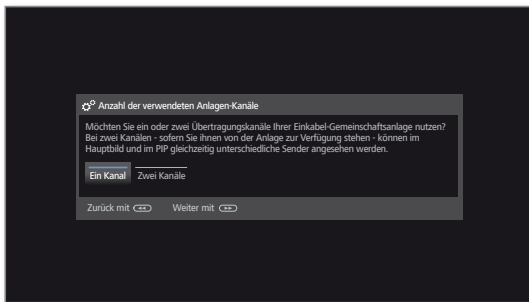 Anzahl der verwendeten Anlagen-Kanäle
Möchten Sie ein oder zwei Übertragungskanäle Ihrer Einkabel-Gemeinschaftsanlage nutzen?
Bei zwei Kanälen - sofern Sie ihnen von der Anlage zur Verfügung stehen - können im
Hauptbild und im PIP gleichzeitig unterschiedliche Sender angesehen werden.
Ein Kanal Zwei Kanäle
Zurück mit Weiter mit